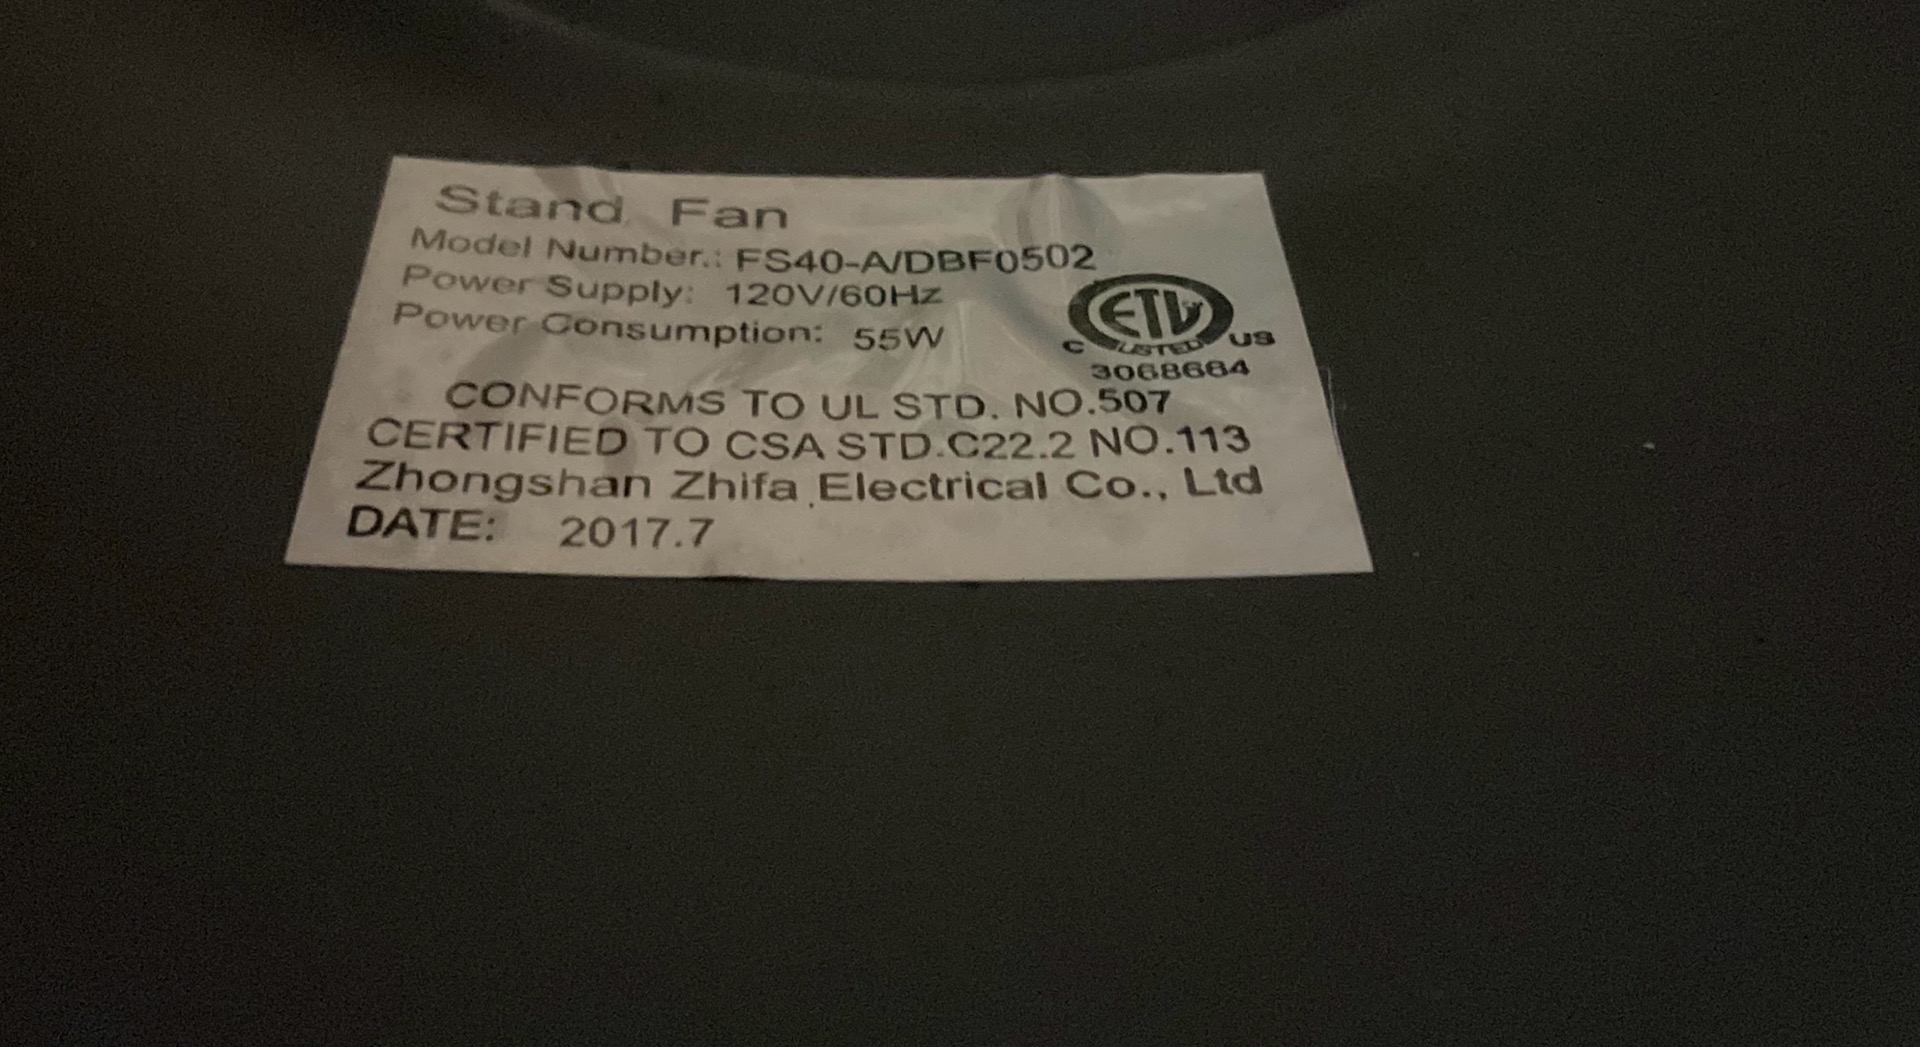 Stand Fan
Model Number.: FS40-A/DBF0502
Power Supply: 120V/60Hz
Power Consumption: 55W
ETL
C LISTED US
3068664
CONFORMS TO UL STD. NO.507
CERTIFIED TO CSA STD.C22.2 NO.113
Zhongshan Zhifa Electrical Co., Ltd
DATE: 2017.7